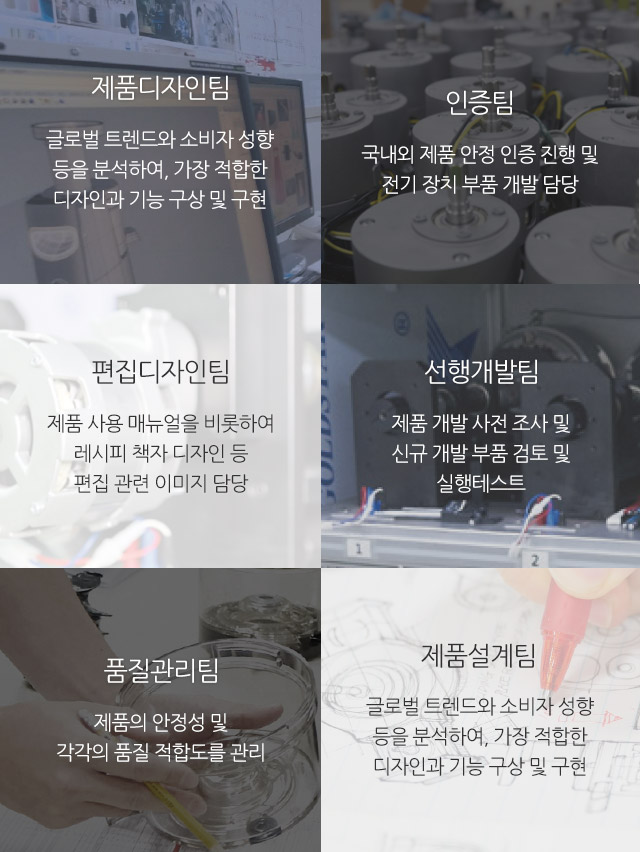 제품디자인팀
글로벌 트렌드와 소비자 성향
등을 분석하여, 가장 적합한
디자인과 기능 구상 및 구현
인증팀
국내외 제품 안정 인증 진행 및
전기 장치 부품 개발 담당
편집디자인팀
제품 사용 매뉴얼을 비롯하여
레시피 책자 디자인 등
편집 관련 이미지 담당
선행개발팀
제품 개발 사전 조사 및
신규 개발 부품 검토 및
실행테스트
GOLDSTAR
1
2
품질관리팀
제품의 안정성 및
각각의 품질 적합도를 관리
제품설계팀
글로벌 트렌드와 소비자 성향
등을 분석하여, 가장 적합한
디자인과 기능 구상 및 구현